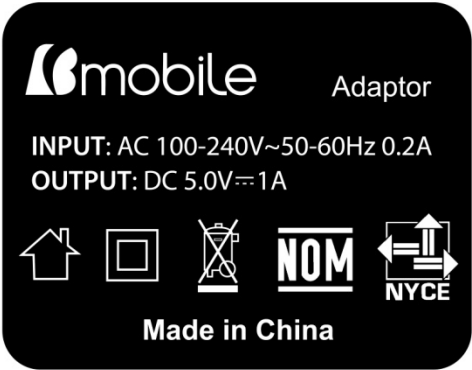 Bmobile
Adaptor
INPUT: AC 100-240V~50-60Hz 0.2A
OUTPUT: DC 5.0V⎓1A
NOM
NYCE
Made in China